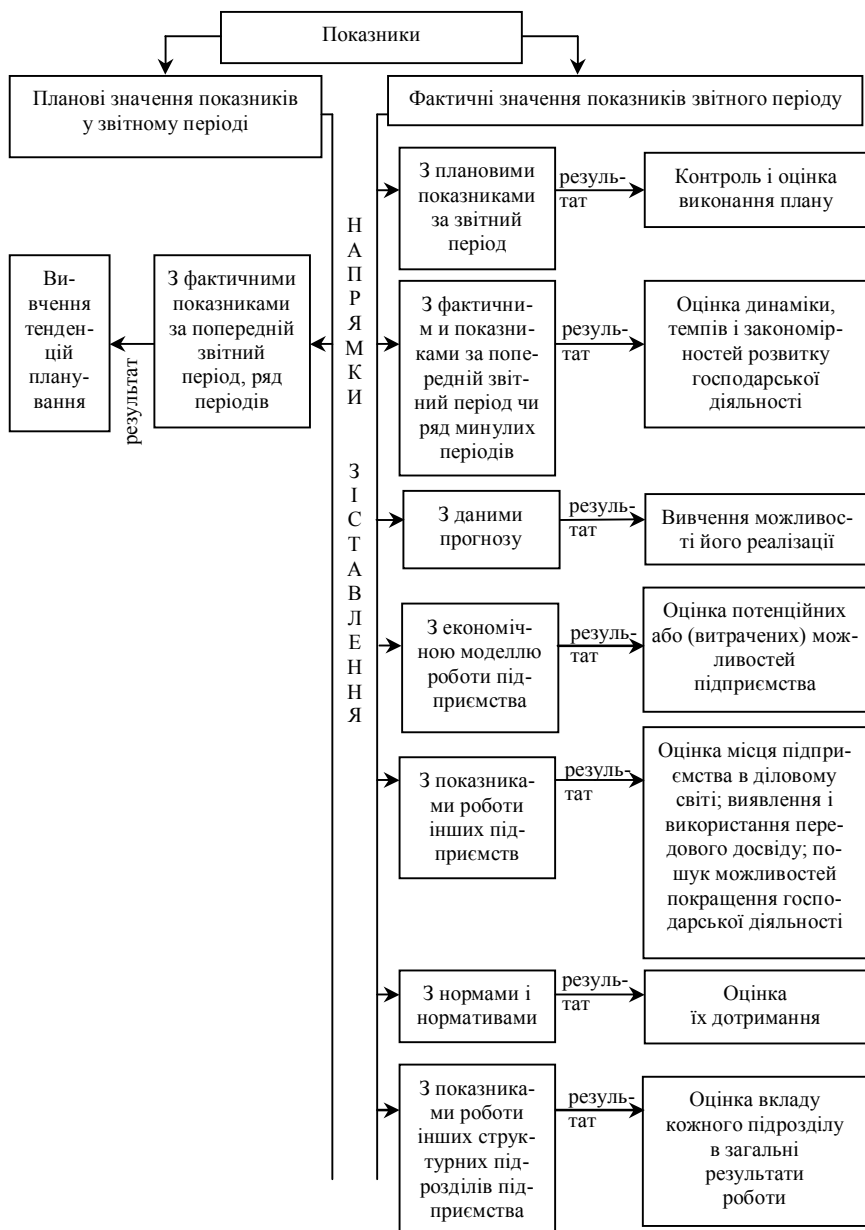 Показники
Планові значення показників
у звітному періоді
Фактичні значення показників звітного періоду
НАПРЯМКИ ЗІСТАВЛЕННЯ
З фактичними
показниками
за попередній
звітний
період, ряд
періодів
результат
Ви-
вчення
тенден-
цій
плану-
вання
З плановими
показниками
за звітний
період
резуль-
тат
Контроль і оцінка
виконання плану
З фактични-
м и показни-
ками за попе-
редній звіт-
ний період чи
ряд минулих
періодів
резуль-
тат
Оцінка динаміки,
темпів і закономір-
ностей розвитку
господарської
діяльності
З даними
прогнозу
резуль-
тат
Вивчення можливос-
ті його реалізації
З економіч-
ною моделлю
роботи під-
приємства
резуль-
тат
Оцінка потенційних
або (витрачених) мож-
ливостей
підприємства
З показника-
ми роботи
інших під-
приємств
резуль-
тат
Оцінка місця підпри-
ємства в діловому
світі; виявлення і
використання пере-
дового досвіду; по-
шук можливостей
покращення госпо-
дарської діяльності
З нормами і
нормативами
резуль-
тат
Оцінка
їх дотримання
З показника-
ми роботи
інших струк-
турних підр-
озділів підп-
риємства
резуль-
тат
Оцінка вкладу
кожного підрозділу
в загальні
результати
роботи